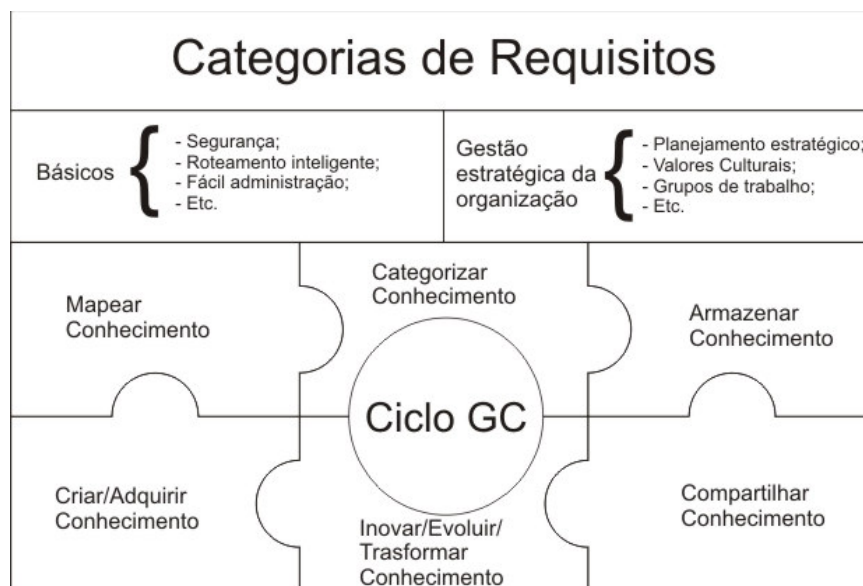 Categorias de Requisitos
Básicos
- Segurança;
- Roteamento inteligente;
- Fácil administração;
- Etc.
Gestão
estratégica da
organização
- Planejamento estratégico;
- Valores Culturais;
- Grupos de trabalho;
- Etc.
Mapear
Conhecimento
Categorizar
Conhecimento
Armazenar
Conhecimento
Ciclo GC
Criar/Adquirir
Conhecimento
Inovar/Evoluir/
Trasformar
Conhecimento
Compartilhar
Conhecimento